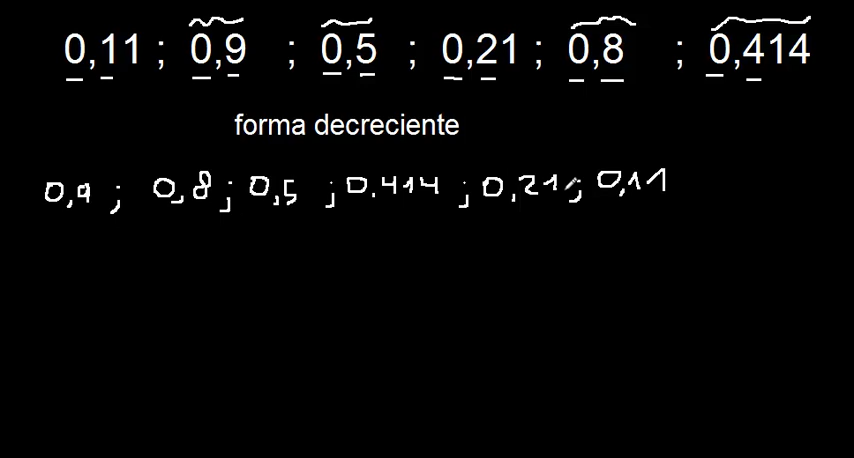 0,11 ; 0,9 ; 0,5 ; 0,21 ; 0,8 ; 0,414
forma decreciente
0,9 ; 0,8 ; 0,5 ; 0,414 ; 0,21 ; 0,11